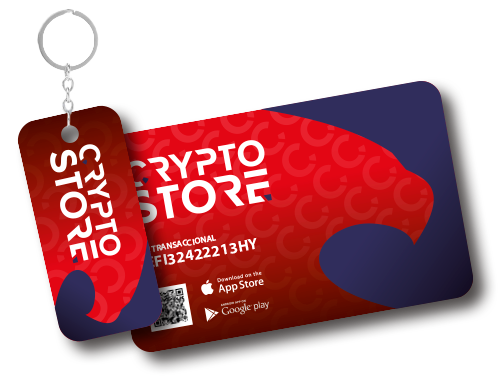 CRYPTO
STORE
CRYPTO
STORE
TRANSACCIONAL
FI32422213HY
Download on the
App Store
Google play